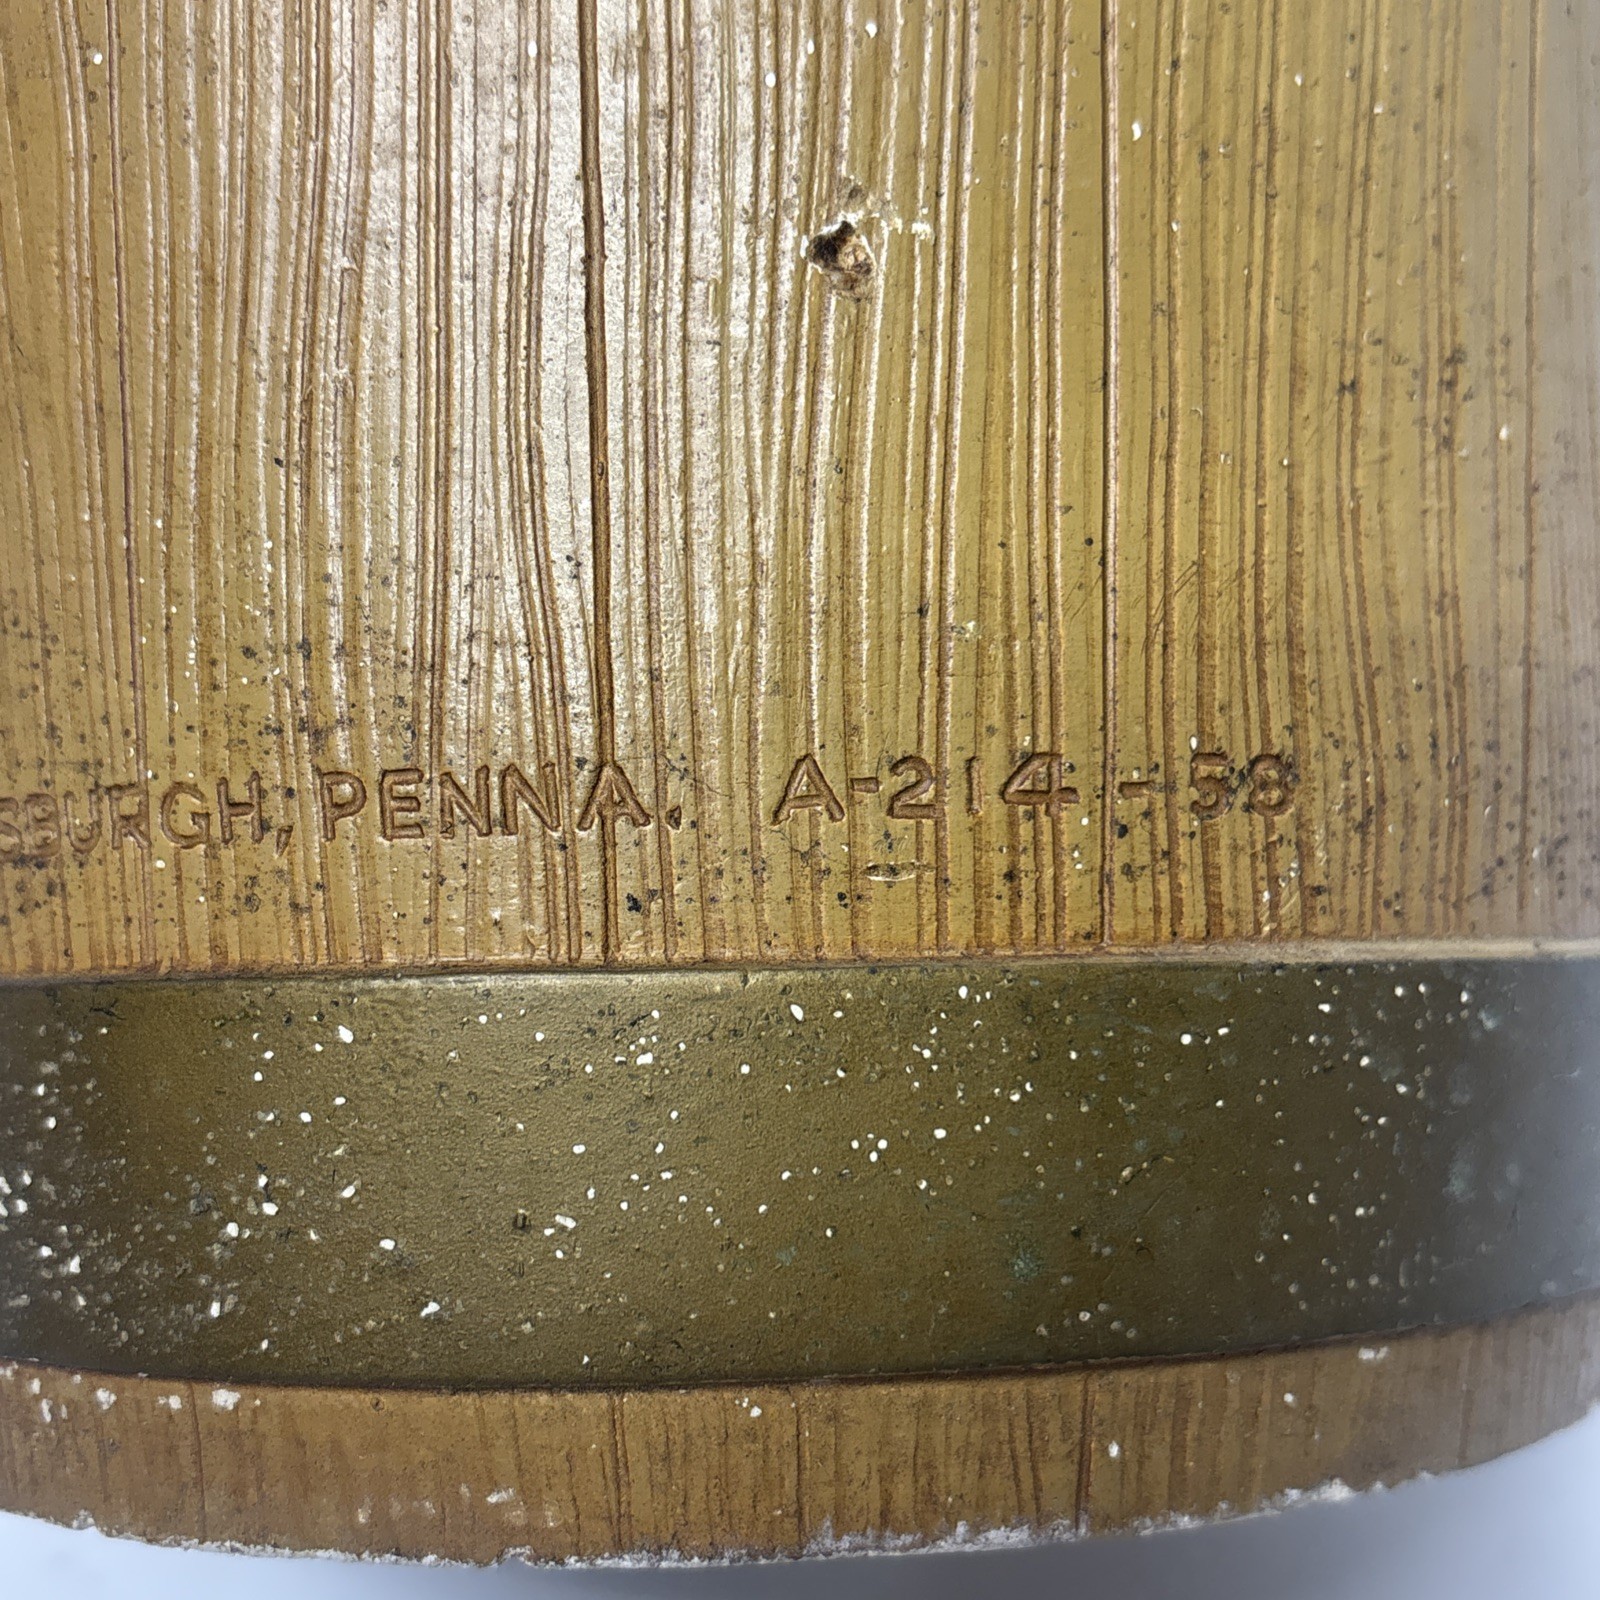 SBURGH, PENNA. A-214-58